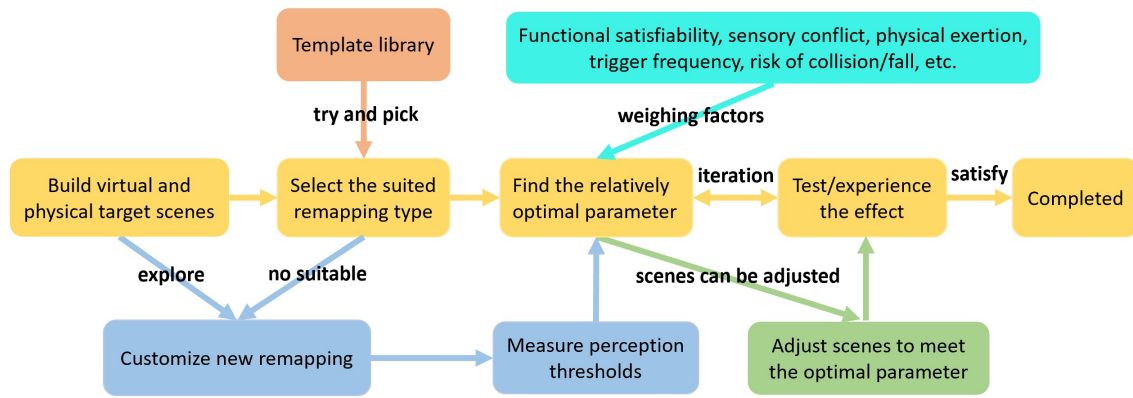 Template library
Functional satisfiability, sensory conflict, physical exertion,
trigger frequency, risk of collision/fall, etc.
try and pick
weighing factors
Build virtual and
physical target scenes
Select the suited
remapping type
Find the relatively
optimal parameter
iteration
Test/experience
the effect
satisfy
Completed
explore
no suitable
scenes can be adjusted
Customize new remapping
Measure perception
thresholds
Adjust scenes to meet
the optimal parameter